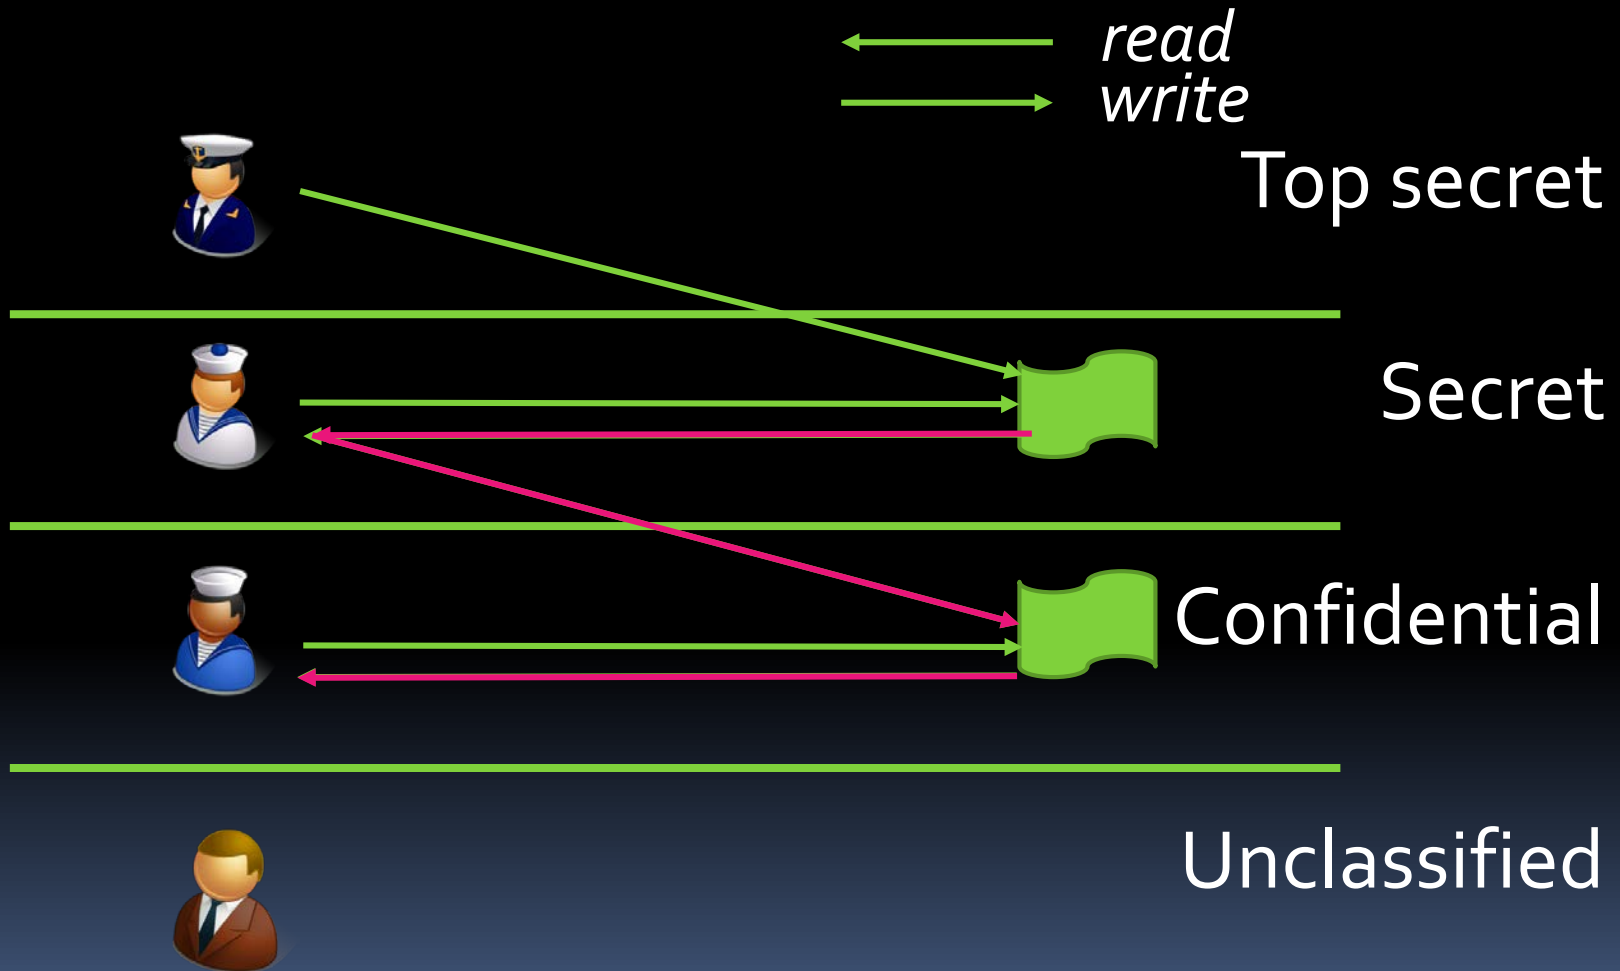 read
write
Top secret
Secret
Confidential
Unclassified